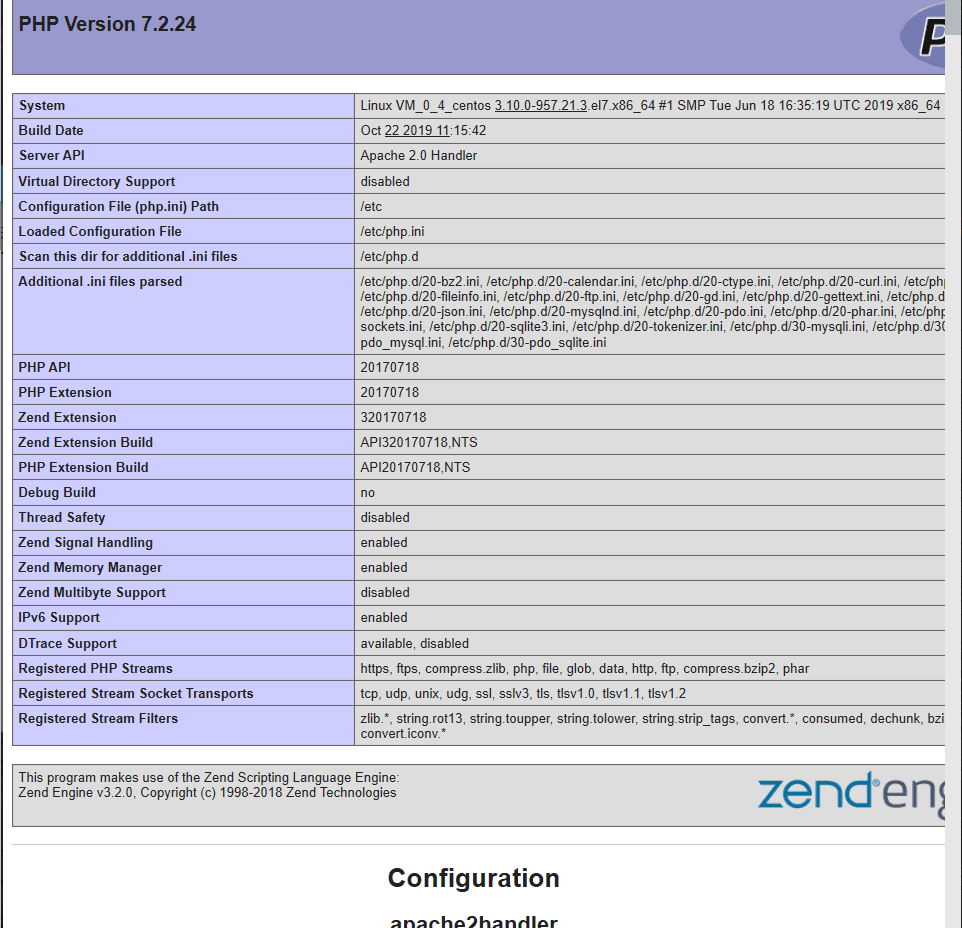 PHP Version 7.2.24
System Linux VM_0_4_centos 3.10.0-957.21.3.el7.x86_64 #1 SMP Tue Jun 18 16:35:19 UTC 2019 x86_64
Build Date Oct 22 2019 11:15:42
Server API Apache 2.0 Handler
Virtual Directory Support disabled
Configuration File (php.ini) Path /etc
Loaded Configuration File /etc/php.ini
Scan this dir for additional .ini files /etc/php.d
Additional .ini files parsed /etc/php.d/20-bz2.ini, /etc/php.d/20-calendar.ini, /etc/php.d/20-ctype.ini, /etc/php.d/20-curl.ini, /etc/php
/etc/php.d/20-fileinfo.ini, /etc/php.d/20-ftp.ini, /etc/php.d/20-gd.ini, /etc/php.d/20-gettext.ini, /etc/php.d
/etc/php.d/20-json.ini, /etc/php.d/20-mysqlnd.ini, /etc/php.d/20-pdo.ini, /etc/php.d/20-phar.ini, /etc/php
sockets.ini, /etc/php.d/20-sqlite3.ini, /etc/php.d/20-tokenizer.ini, /etc/php.d/30-mysqli.ini, /etc/php.d/30
pdo_mysql.ini, /etc/php.d/30-pdo_sqlite.ini
PHP API 20170718
PHP Extension 20170718
Zend Extension 320170718
Zend Extension Build API320170718,NTS
PHP Extension Build API20170718,NTS
Debug Build no
Thread Safety disabled
Zend Signal Handling enabled
Zend Memory Manager enabled
Zend Multibyte Support disabled
IPv6 Support enabled
DTrace Support available, disabled
Registered PHP Streams https, ftps, compress.zlib, php, file, glob, data, http, ftp, compress.bzip2, phar
Registered Stream Socket Transports tcp, udp, unix, udg, ssl, sslv3, tls, tlsv1.0, tlsv1.1, tlsv1.2
Registered Stream Filters zlib.*, string.rot13, string.toupper, string.tolower, string.strip_tags, convert.*, consumed, dechunk, bzi
convert.iconv.*
This program makes use of the Zend Scripting Language Engine:
Zend Engine v3.2.0, Copyright (c) 1998-2018 Zend Technologies
zend® eng
Configuration
apache2handler